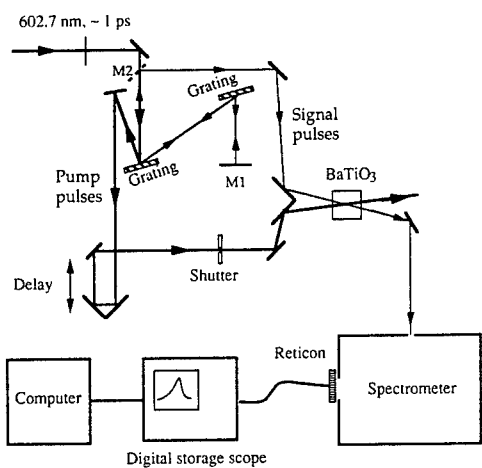 602.7 nm, ~ 1 ps
M2
Grating
Signal
pulses
Grating
M1
BaTiO3
Pump
pulses
Shutter
Delay
Reticon
Computer
Spectrometer
Digital storage scope